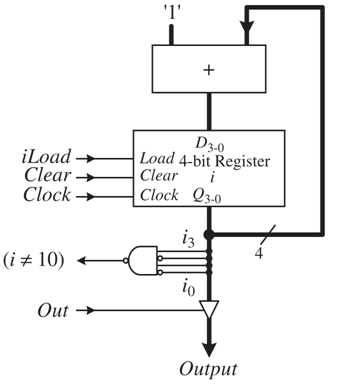 '1'
+
D3-0
iLoad Load 4-bit Register
Clear Clear i
Clock Clock Q3-0
i3
4
(i ≠ 10)
i0
Out
Output